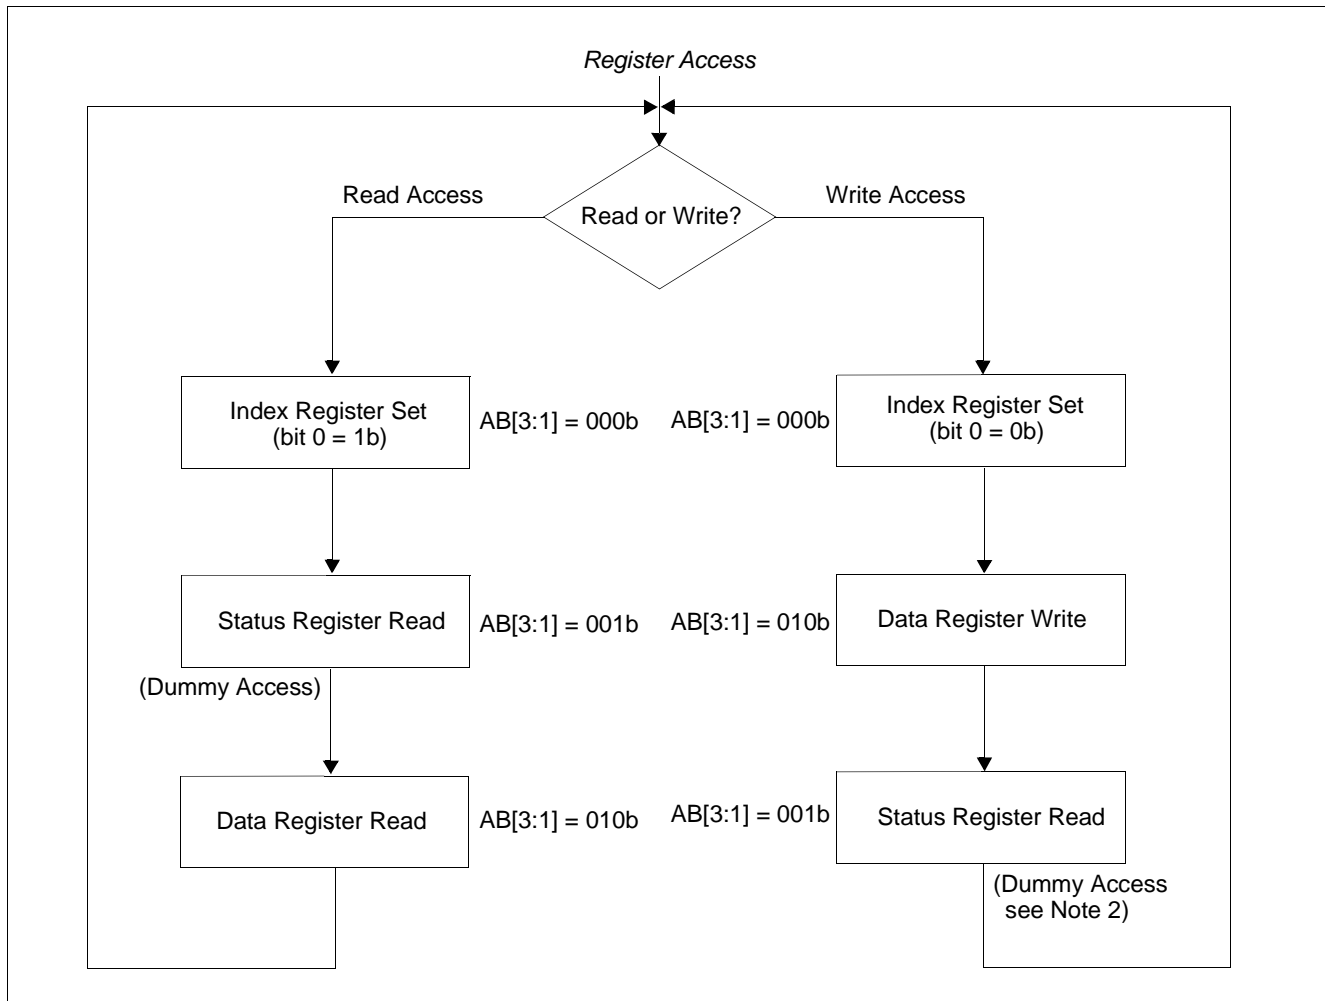 Register Access
Read Access
Write Access
Read or Write?
Index Register Set
(bit 0 = 1b)
AB[3:1] = 000b
AB[3:1] = 000b
Index Register Set
(bit 0 = 0b)
Status Register Read
AB[3:1] = 001b
AB[3:1] = 010b
Data Register Write
(Dummy Access)
Data Register Read
AB[3:1] = 010b
AB[3:1] = 001b
Status Register Read
(Dummy Access
see Note 2)